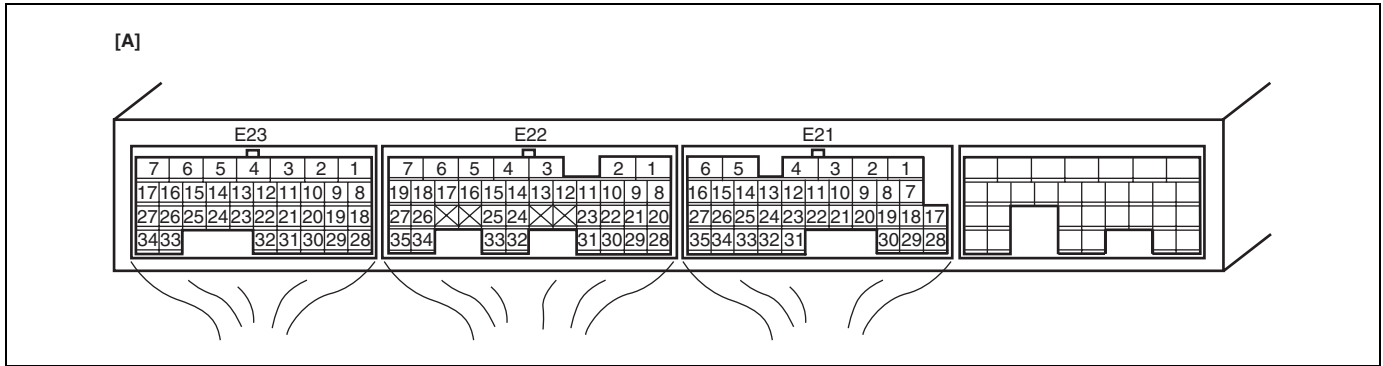 [A]
E23 E22 E21
7 6 5 4 3 2 1 7 6 5 4 3 2 1 6 5 4 3 2 1
17 16 15 14 13 12 11 10 9 8 19 18 17 16 15 14 13 12 11 10 9 8 16 15 14 13 12 11 10 9 8 7
27 26 25 24 23 22 21 20 19 18 27 26 25 24 23 22 21 20 27 26 25 24 23 22 21 20 19 18 17
34 33 32 31 30 29 28 35 34 33 32 31 30 29 28 35 34 33 32 31 30 29 28